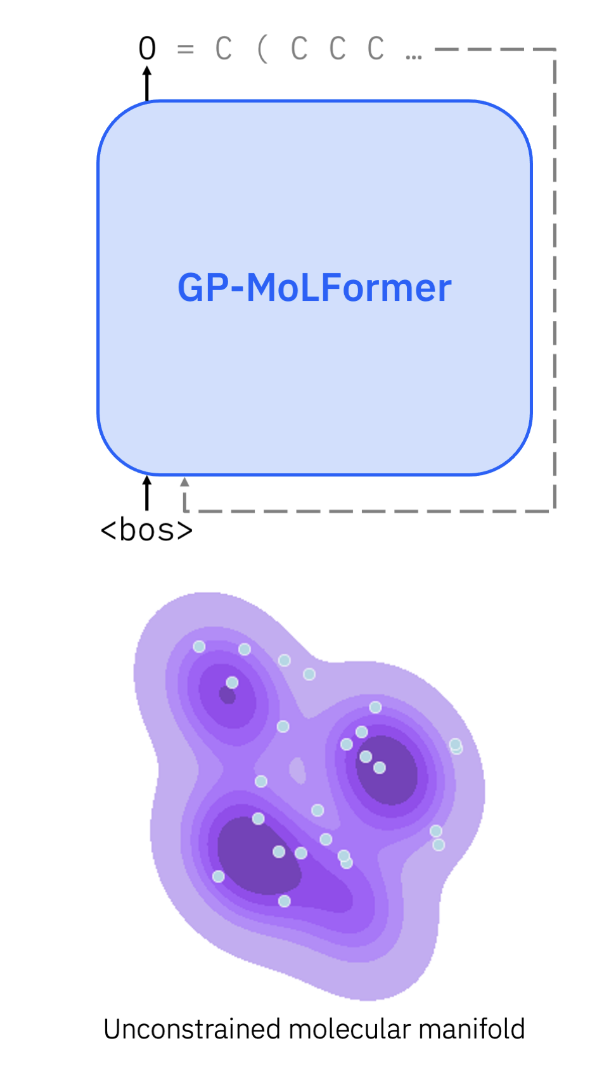 O = C ( C C C …
GP-MoLFormer
<bos>
Unconstrained molecular manifold